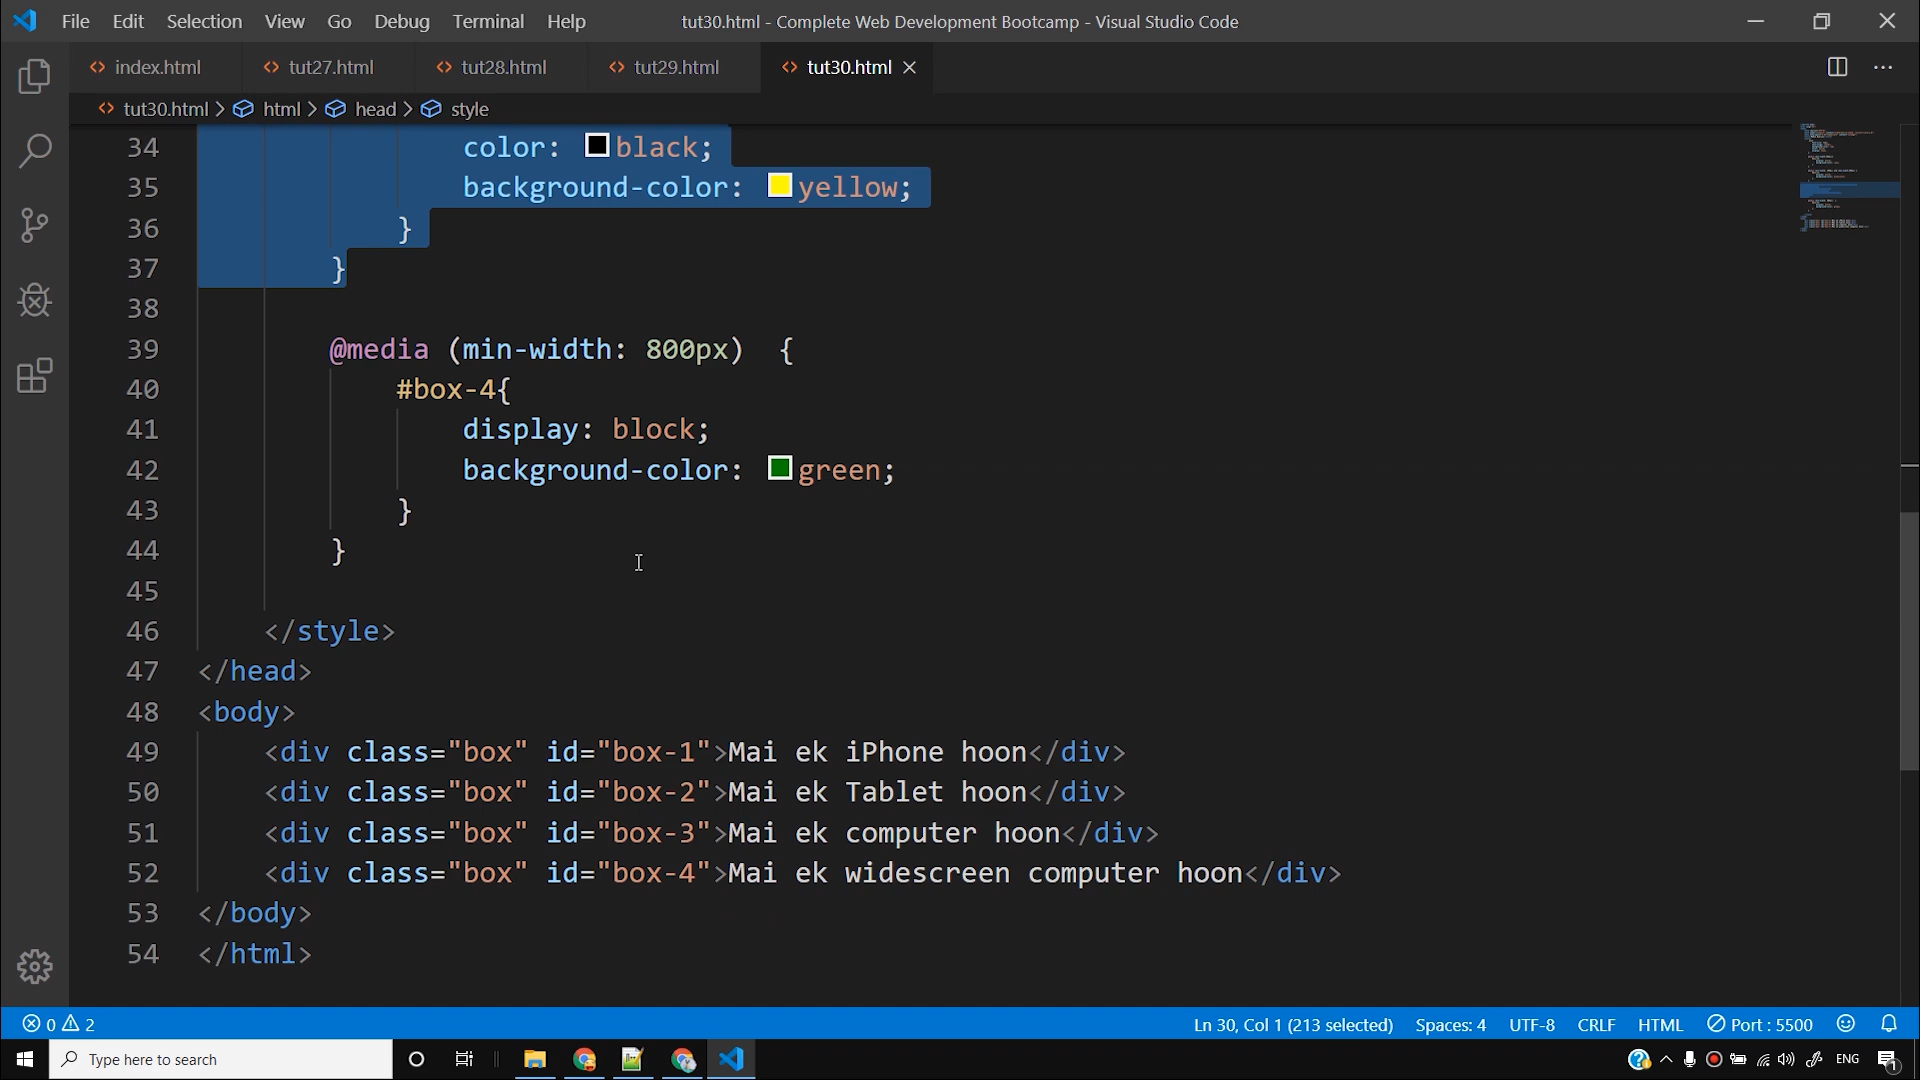 File Edit Selection View Go Debug Terminal Help tut30.html - Complete Web Development Bootcamp - Visual Studio Code
index.html tut27.html tut28.html tut29.html tut30.html
tut30.html > html > head > style
34 color: black;
35 background-color: yellow;
36 }
37 }
38
39 @media (min-width: 800px)  {
40 #box-4{
41 display: block;
42 background-color: green;
43 }
44 }
45
46 </style>
47 </head>
48 <body>
49 <div class="box" id="box-1">Mai ek iPhone hoon</div>
50 <div class="box" id="box-2">Mai ek Tablet hoon</div>
51 <div class="box" id="box-3">Mai ek computer hoon</div>
52 <div class="box" id="box-4">Mai ek widescreen computer hoon</div>
53 </body>
54 </html>
0 2 Ln 30, Col 1 (213 selected) Spaces: 4 UTF-8 CRLF HTML Port : 5500
Type here to search ENG 1